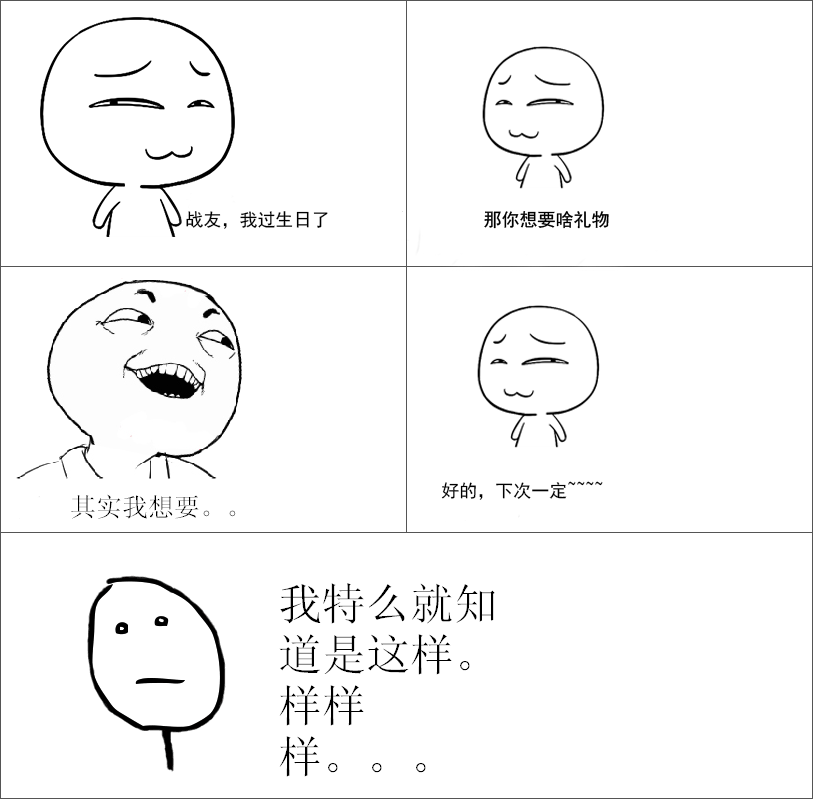 战友，我过生日了
那你想要啥礼物
其实我想要。。
好的，下次一定~~~~
我特么就知
道是这样。
样样
样。。。